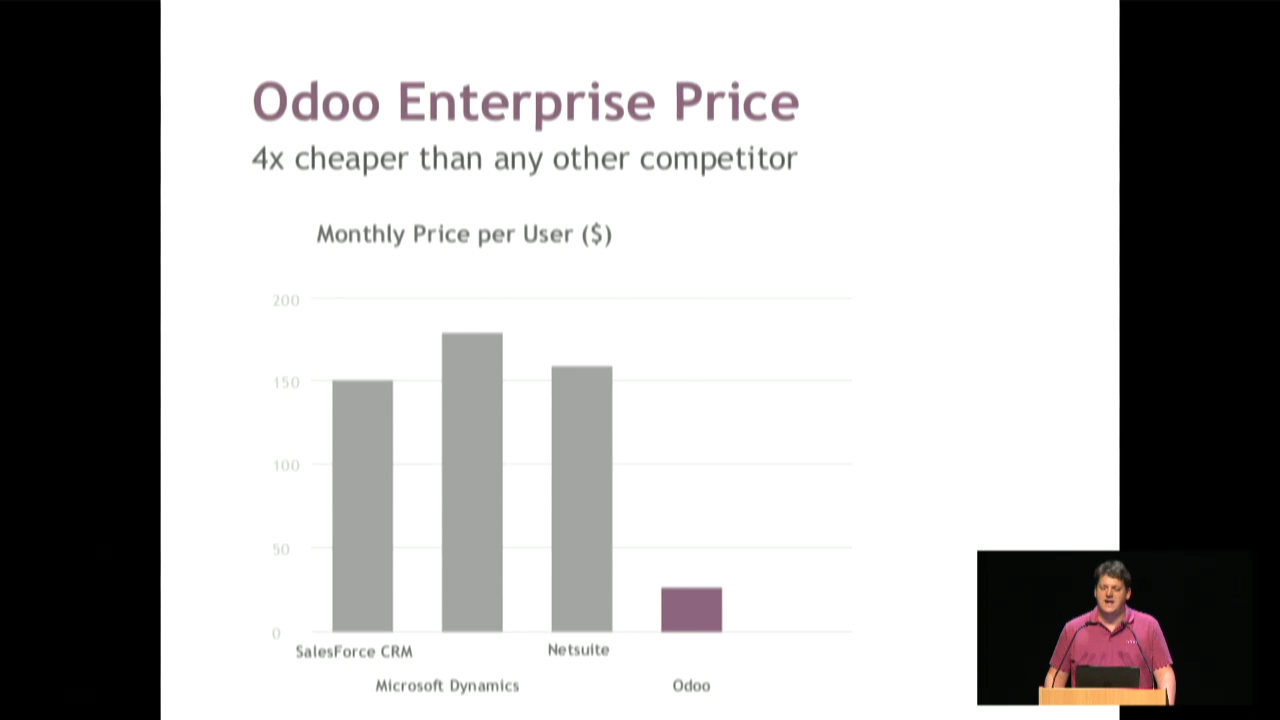 Odoo Enterprise Price
4x cheaper than any other competitor
Monthly Price per User ($)
200
150
100
50
0
SalesForce CRM
Netsuite
Microsoft Dynamics
Odoo